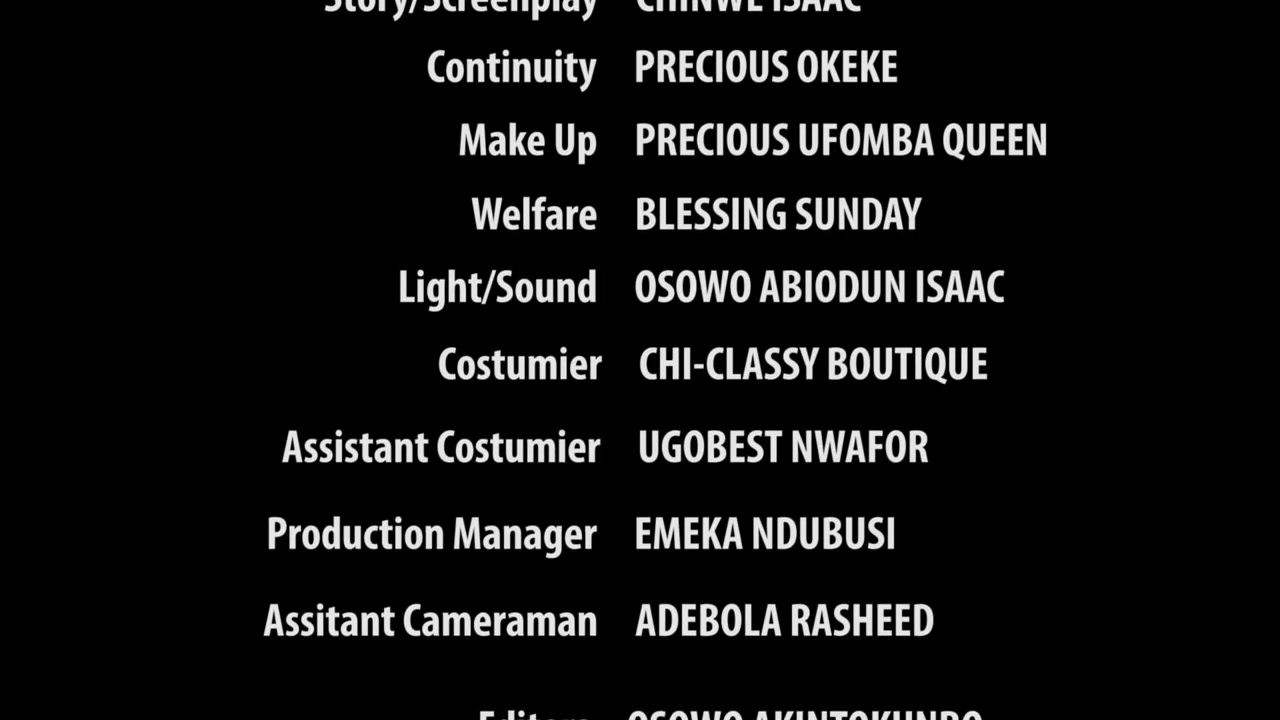 Story/Screenplay CHINWE ISAAC
Continuity PRECIOUS OKEKE
Make Up PRECIOUS UFOMBA QUEEN
Welfare BLESSING SUNDAY
Light/Sound OSOWO ABIODUN ISAAC
Costumier CHI-CLASSY BOUTIQUE
Assistant Costumier UGOBEST NWAFOR
Production Manager EMEKA NDUBUSI
Assitant Cameraman ADEBOLA RASHEED
Editors OSOWO AKINTOKUNBO